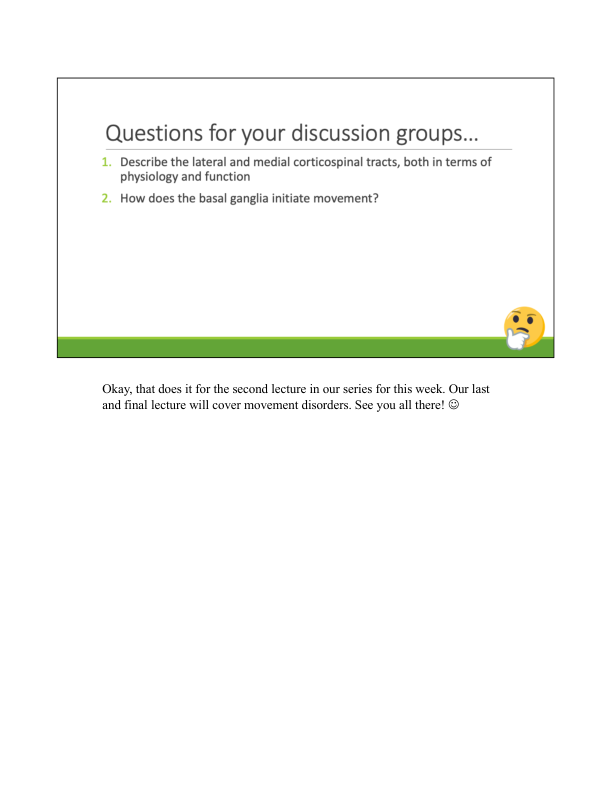 Questions for your discussion groups…
1. Describe the lateral and medial corticospinal tracts, both in terms of
physiology and function
2. How does the basal ganglia initiate movement?
Okay, that does it for the second lecture in our series for this week. Our last
and final lecture will cover movement disorders. See you all there! ☺